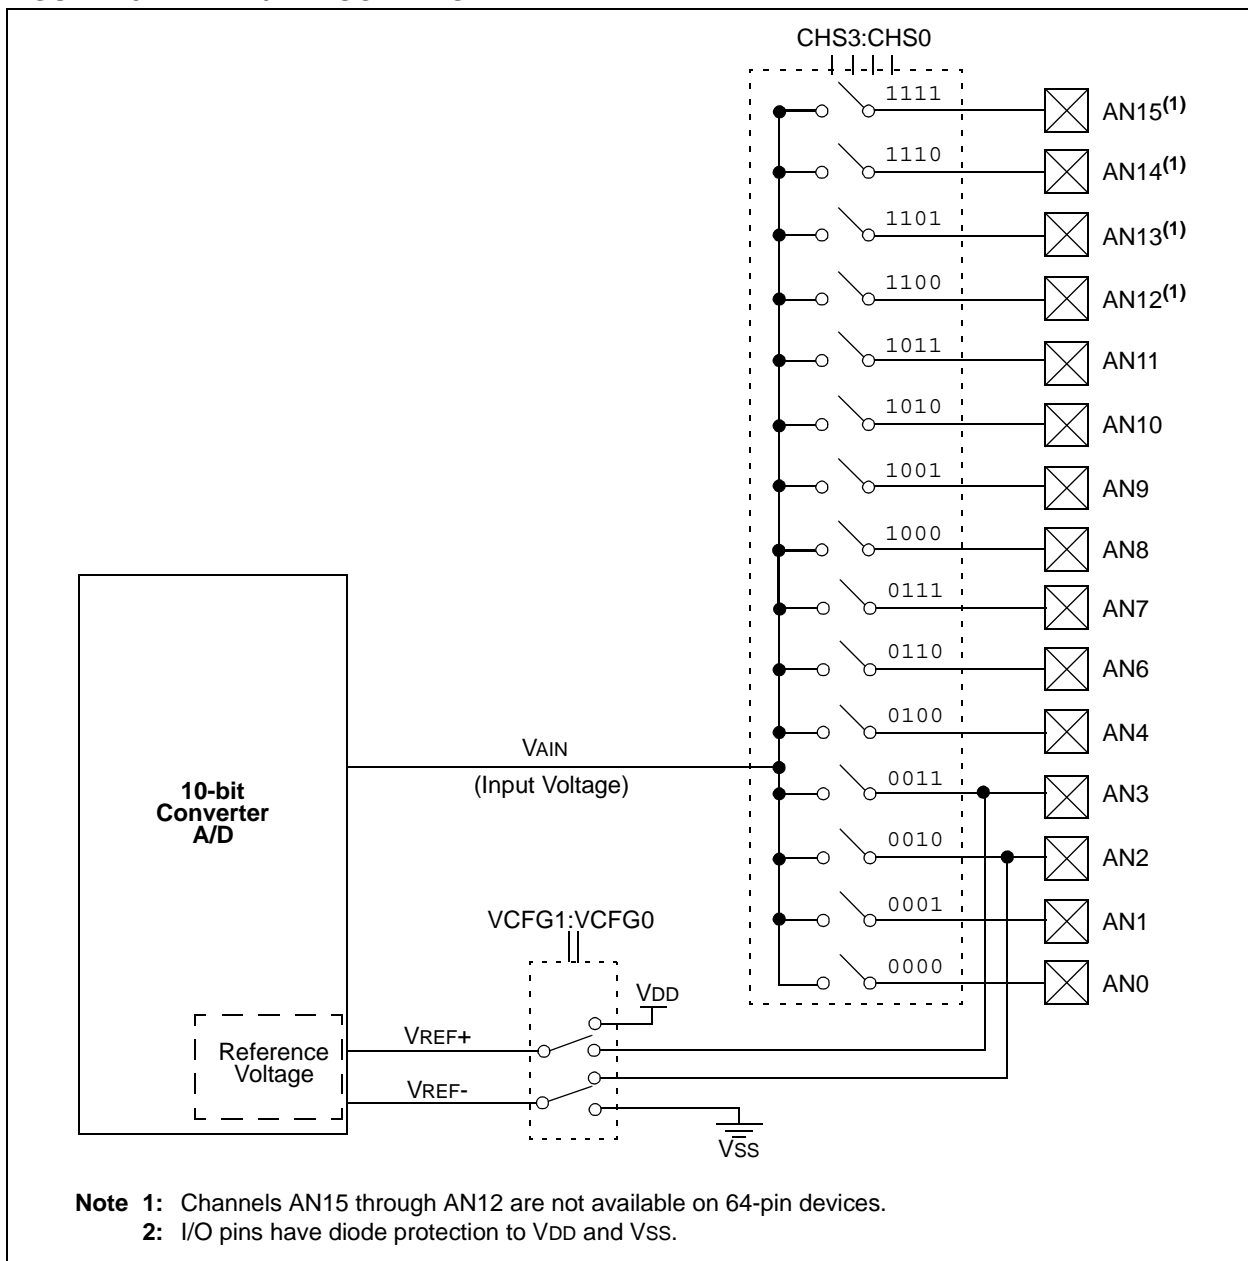 CHS3:CHS0
1111 AN15(1)
1110 AN14(1)
1101 AN13(1)
1100 AN12(1)
1011 AN11
1010 AN10
1001 AN9
1000 AN8
0111 AN7
0110 AN6
0100 AN4
VAIN
(Input Voltage)
0011 AN3
10-bit
Converter
A/D
0010 AN2
0001 AN1
VCFG1:VCFG0
0000 AN0
VDD
VREF+
Reference
Voltage
VREF-
VSS
Note 1: Channels AN15 through AN12 are not available on 64-pin devices.
2: I/O pins have diode protection to VDD and VSS.